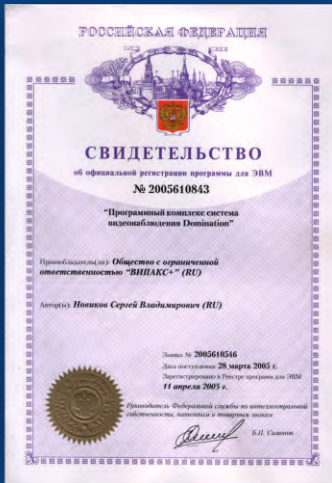 РОССИЙСКАЯ ФЕДЕРАЦИЯ
СВИДЕТЕЛЬСТВО
об официальной регистрации программы для ЭВМ
№ 2005610843
"Программный комплекс система
видеонаблюдения Domination"
Правообладатель(ли): Общество с ограниченной
ответственностью "ВИПАКС+" (RU)
Автор(ы): Новиков Сергей Владимирович (RU)
Заявка № 2005610546
Дата поступления 28 марта 2005 г.
Зарегистрировано в Реестре программ для ЭВМ
11 апреля 2005 г.
Руководитель Федеральной службы по интеллектуальной
собственности, патентам и товарным знакам
Б.П. Симонов